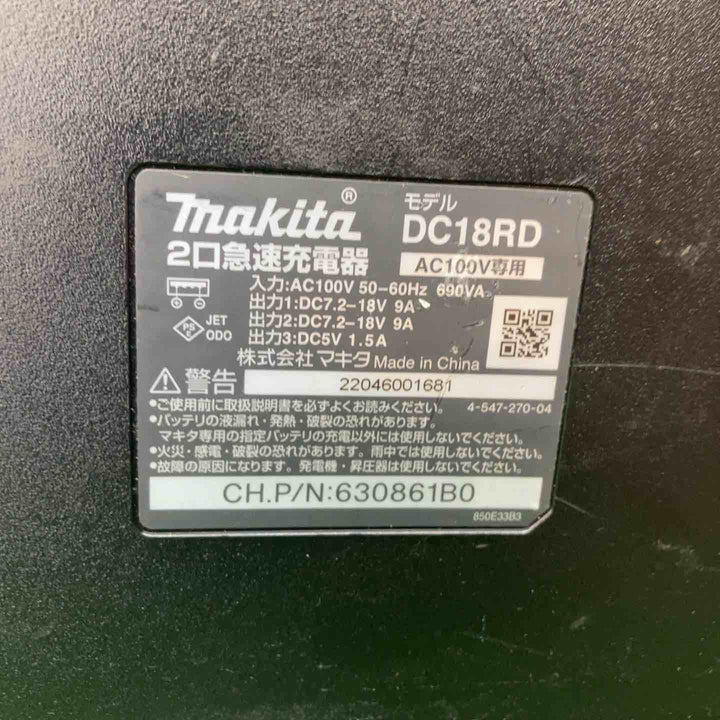 makita®
モデル DC18RD
2口急速充電器 AC100V専用
入力:AC100V 50-60Hz 690VA
出力1:DC7.2-18V 9A
出力2:DC7.2-18V 9A
出力3:DC5V 1.5A
PS E JET ODO
株式会社 マキタ Made in China
警告 22046001681
●ご使用前に取扱説明書を必ずよくお読みください。 4-547-270-04
●バッテリの液漏れ・発熱・破裂の恐れがあります。
マキタ専用の指定バッテリの充電以外には使用しないでください。
●火災・感電・破裂の恐れがあります。雨中では使用しないでください。
●故障の原因になります。発電機・昇圧器は使用しないでください。
CH.P/N:630861B0
850E33B3